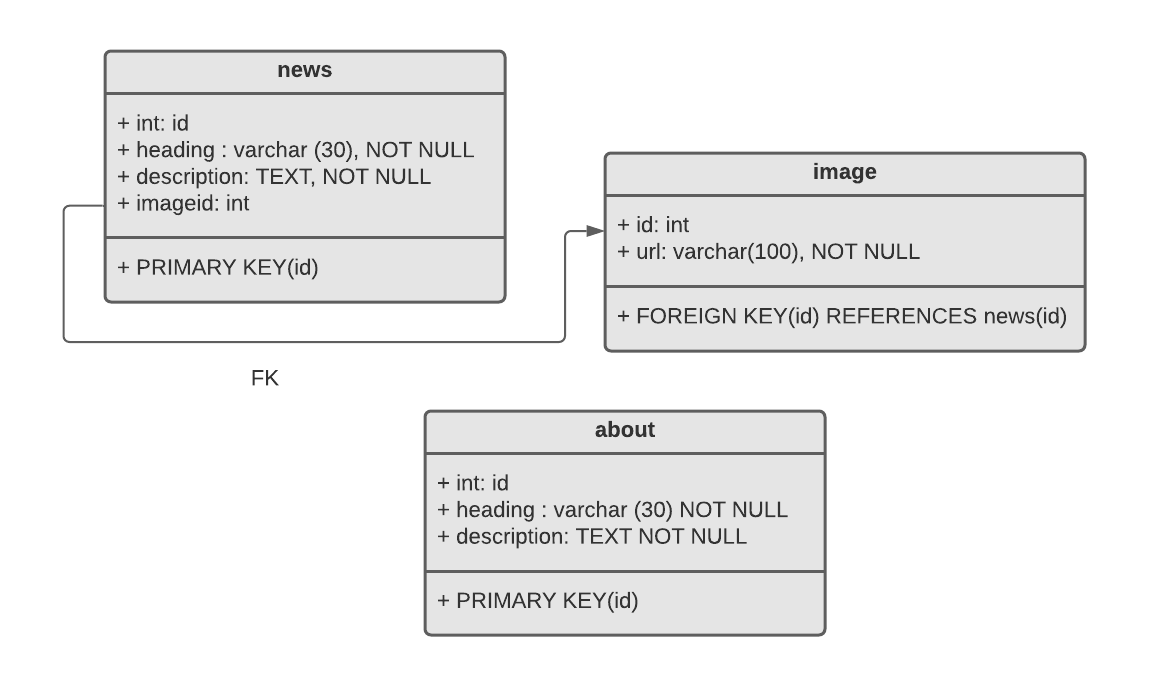 news
+ int: id
+ heading : varchar (30), NOT NULL
+ description: TEXT, NOT NULL
+ imageid: int
+ PRIMARY KEY(id)
image
+ id: int
+ url: varchar(100), NOT NULL
+ FOREIGN KEY(id) REFERENCES news(id)
FK
about
+ int: id
+ heading : varchar (30) NOT NULL
+ description: TEXT NOT NULL
+ PRIMARY KEY(id)